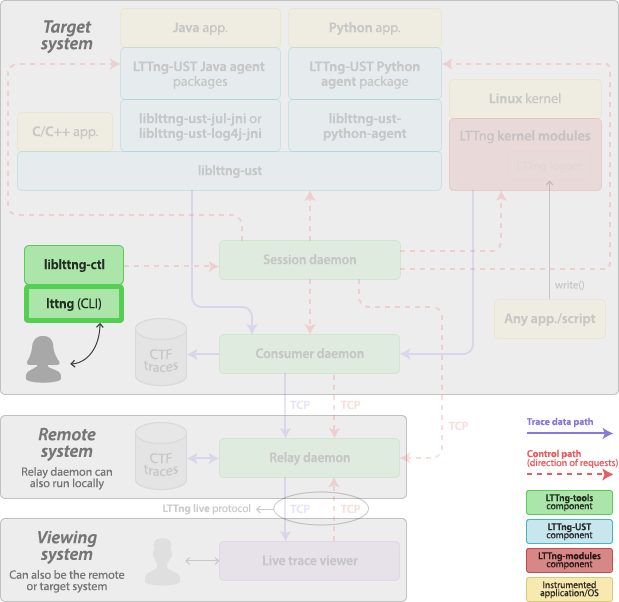 Target
system
Java app.
Python app.
LTTng-UST Java agent
packages
LTTng-UST Python
agent package
Linux kernel
C/C++ app.
liblttng-ust-jul-jni or
liblttng-ust-log4j-jni
liblttng-ust-
python-agent
LTTng kernel modules
liblttng-ust
liblttng-ctl
Session daemon
lttng (CLI)
write()
Any app./script
CTF
traces
Consumer daemon
TCP
TCP
TCP
Remote
system
Relay daemon can
also run locally
CTF
traces
Relay daemon
LTTng live protocol
TCP
TCP
Viewing
system
Can also be the remote
or target system
Live trace viewer
Trace data path
Control path
(direction of requests)
LTTng-tools
component
LTTng-UST
component
LTTng-modules
component
Instrumented
application/OS